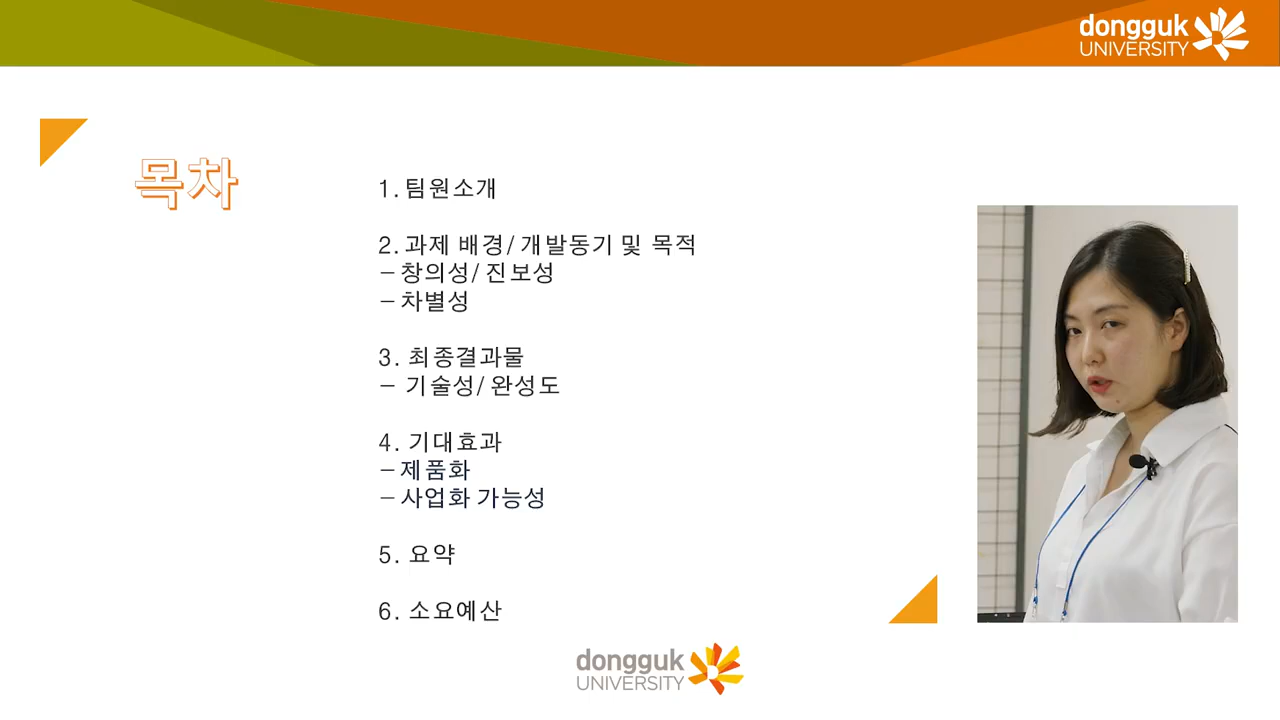 dongguk
UNIVERSITY
목차
1. 팀원소개
2. 과제 배경/ 개발동기 및 목적
– 창의성/ 진보성
– 차별성
3. 최종결과물
– 기술성/ 완성도
4. 기대효과
– 제품화
– 사업화 가능성
5. 요약
6. 소요예산
dongguk
UNIVERSITY